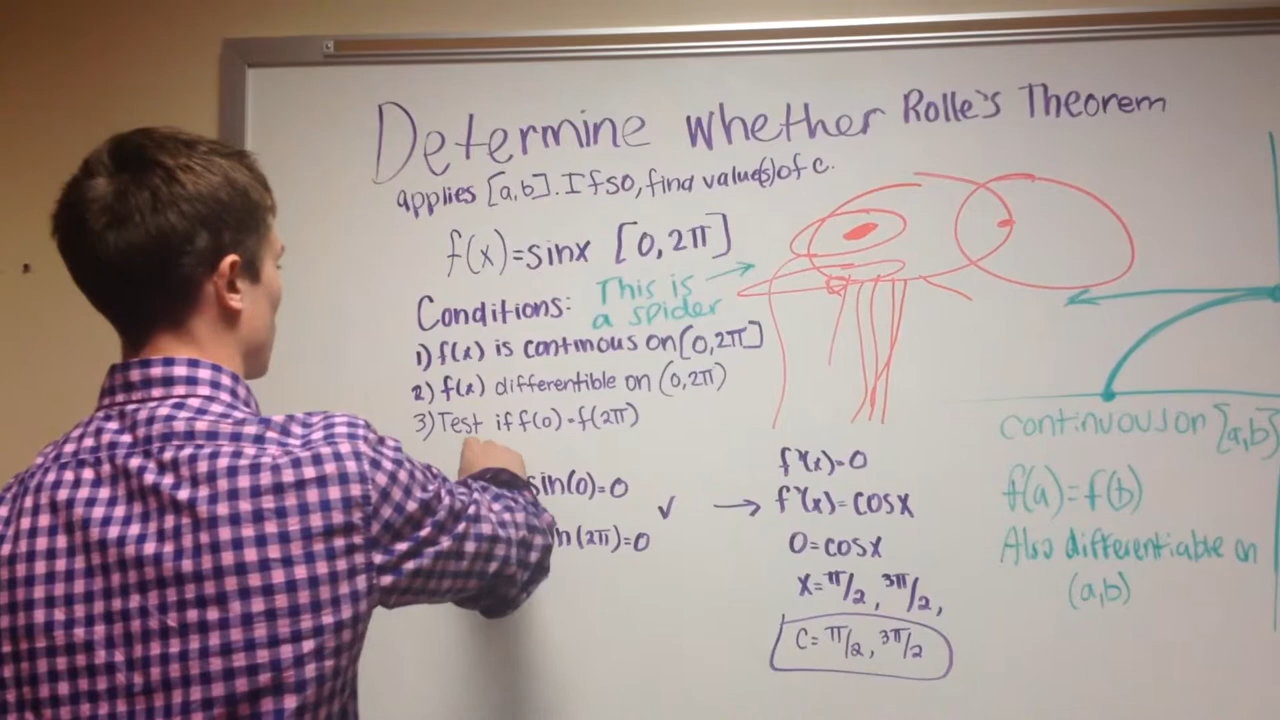 Determine whether Rolle's Theorem
applies [a,b]. If so, find value(s) of c.
f(x)=sinx [0,2π]
This is
a spider
Conditions:
1) f(x) is continous on [0,2π]
2) f(x) differentible on (0,2π)
3) Test if f(0)=f(2π)
sin(0)=0
(2π)=0 ✓
→ f'(x)=0
f'(x)=cosx
0=cosx
x=π/2, 3π/2,
c=π/2, 3π/2
continuous on [a,b]
f(a)=f(b)
Also differentiable on
(a,b)